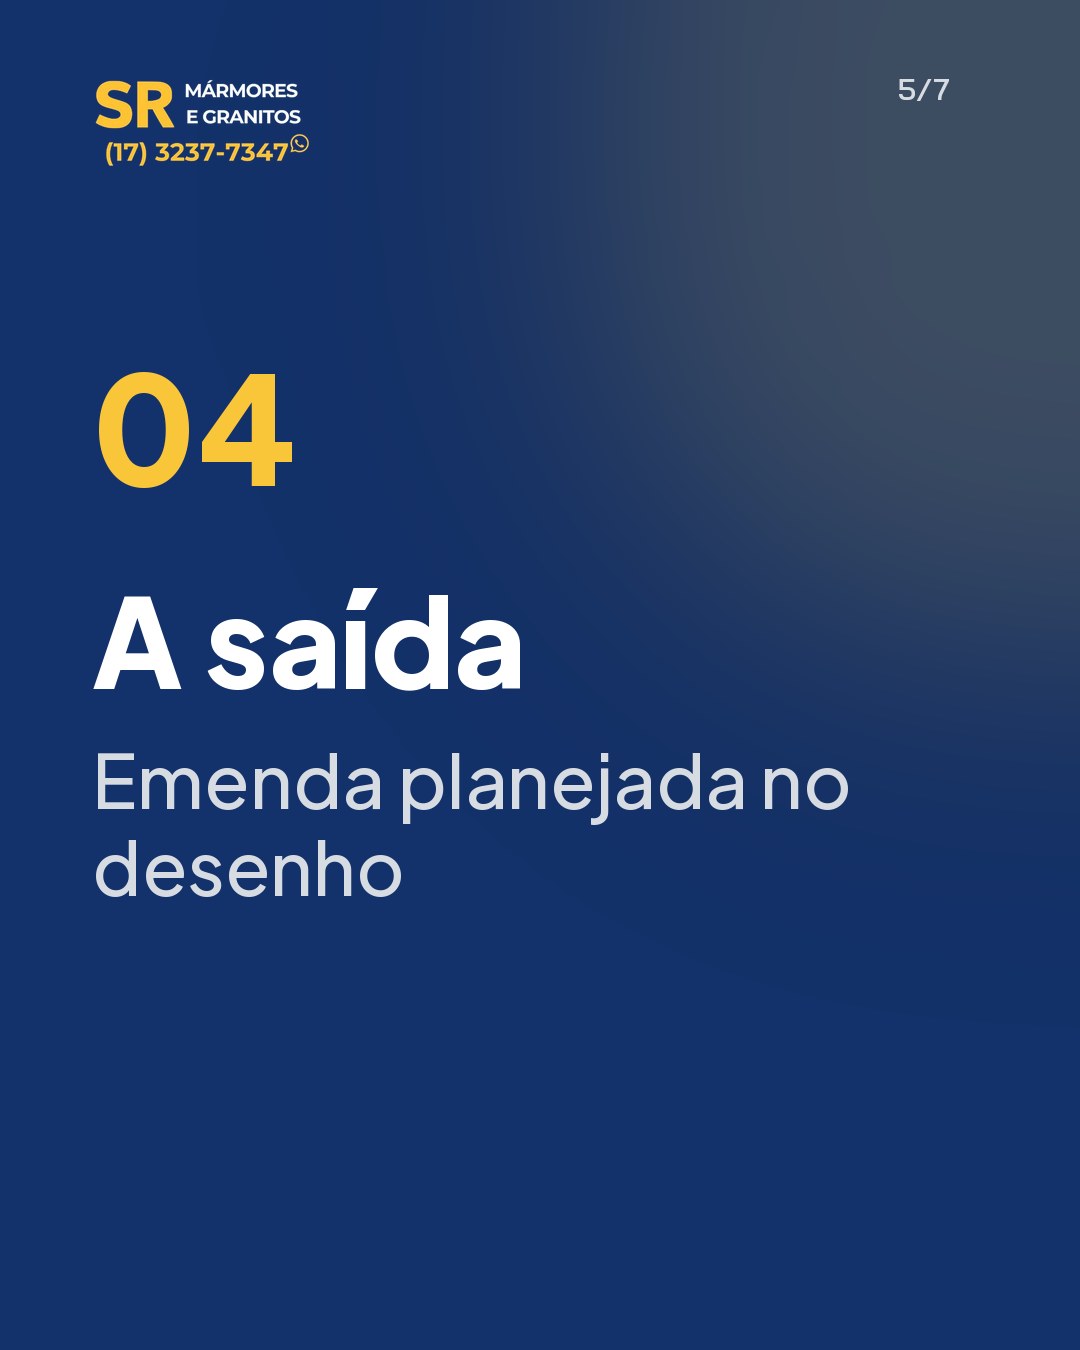 SR MÁRMORES
E GRANITOS
(17) 3237-7347
5/7
04
A saída
Emenda planejada no
desenho